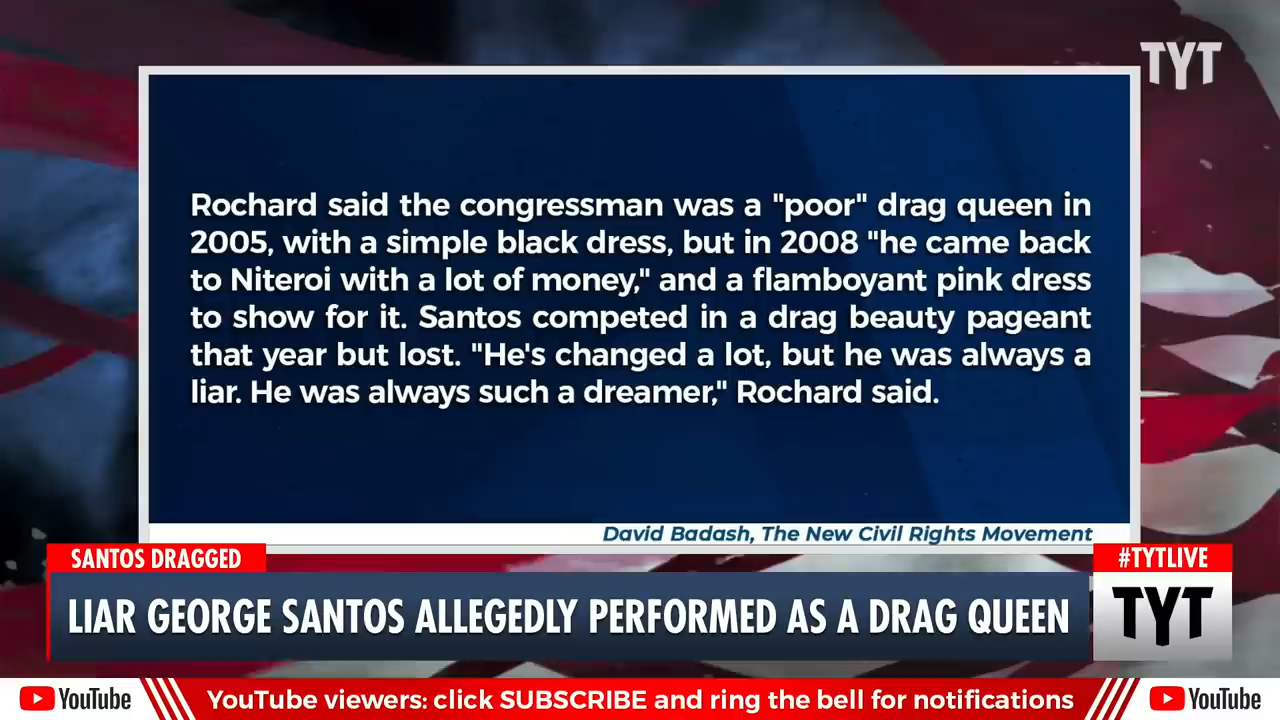 TYT
Rochard said the congressman was a "poor" drag queen in
2005, with a simple black dress, but in 2008 "he came back
to Niteroi with a lot of money," and a flamboyant pink dress
to show for it. Santos competed in a drag beauty pageant
that year but lost. "He's changed a lot, but he was always a
liar. He was always such a dreamer," Rochard said.
David Badash, The New Civil Rights Movement
SANTOS DRAGGED
#TYTLIVE
LIAR GEORGE SANTOS ALLEGEDLY PERFORMED AS A DRAG QUEEN
TYT
YouTube
YouTube viewers: click SUBSCRIBE and ring the bell for notifications
YouTube